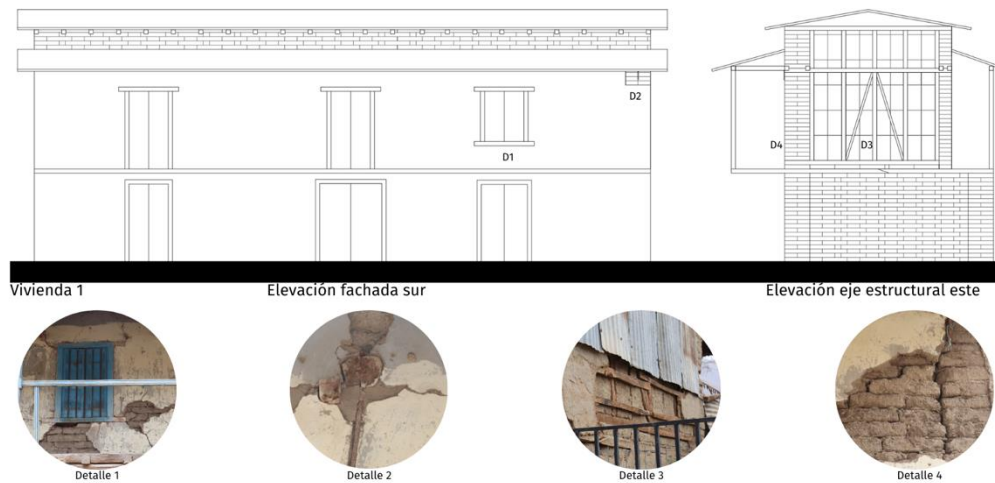 D2
D1
D4
D3
Vivienda 1
Elevación fachada sur
Elevación eje estructural este
Detalle 1
Detalle 2
Detalle 3
Detalle 4